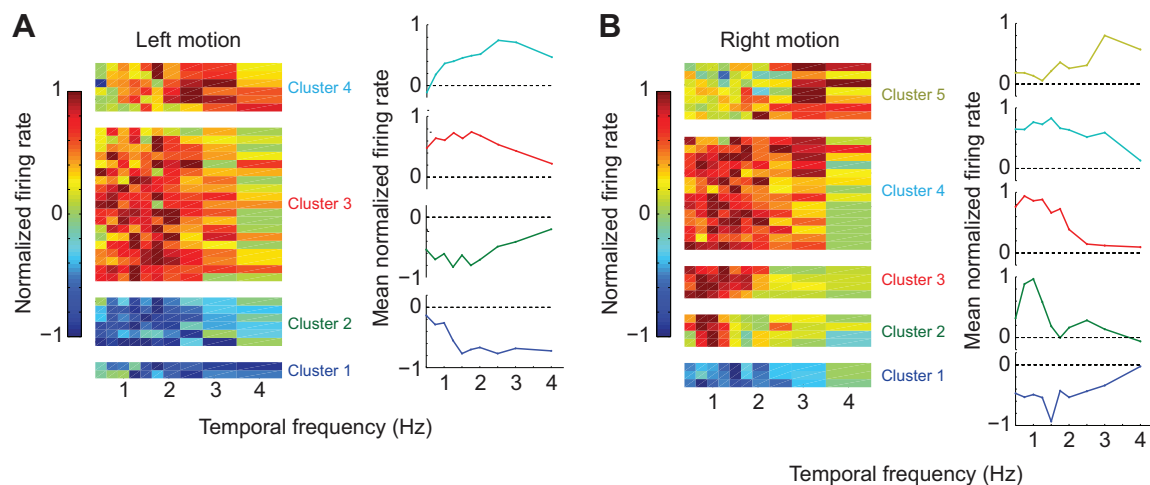 A
Left motion
Normalized firing rate
1
0
−1
Cluster 4
Cluster 3
Cluster 2
Cluster 1
1 2 3 4
Mean normalized firing rate
1
0
1
0
0
−1
0
−1
1 2 3 4
Temporal frequency (Hz)
B
Right motion
Normalized firing rate
1
0
−1
Cluster 5
Cluster 4
Cluster 3
Cluster 2
Cluster 1
1 2 3 4
Mean normalized firing rate
1
0
1
0
1
0
1
0
0
−1
1 2 3 4
Temporal frequency (Hz)